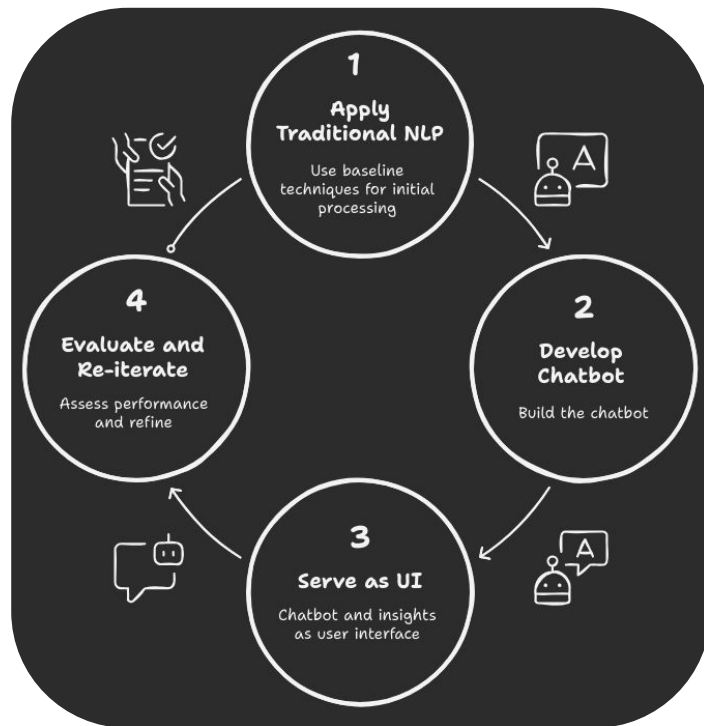 1
Apply
Traditional NLP
Use baseline
techniques for initial
processing
A
2
Develop
Chatbot
Build the chatbot
A
3
Serve as UI
Chatbot and insights
as user interface
4
Evaluate and
Re-iterate
Assess performance
and refine